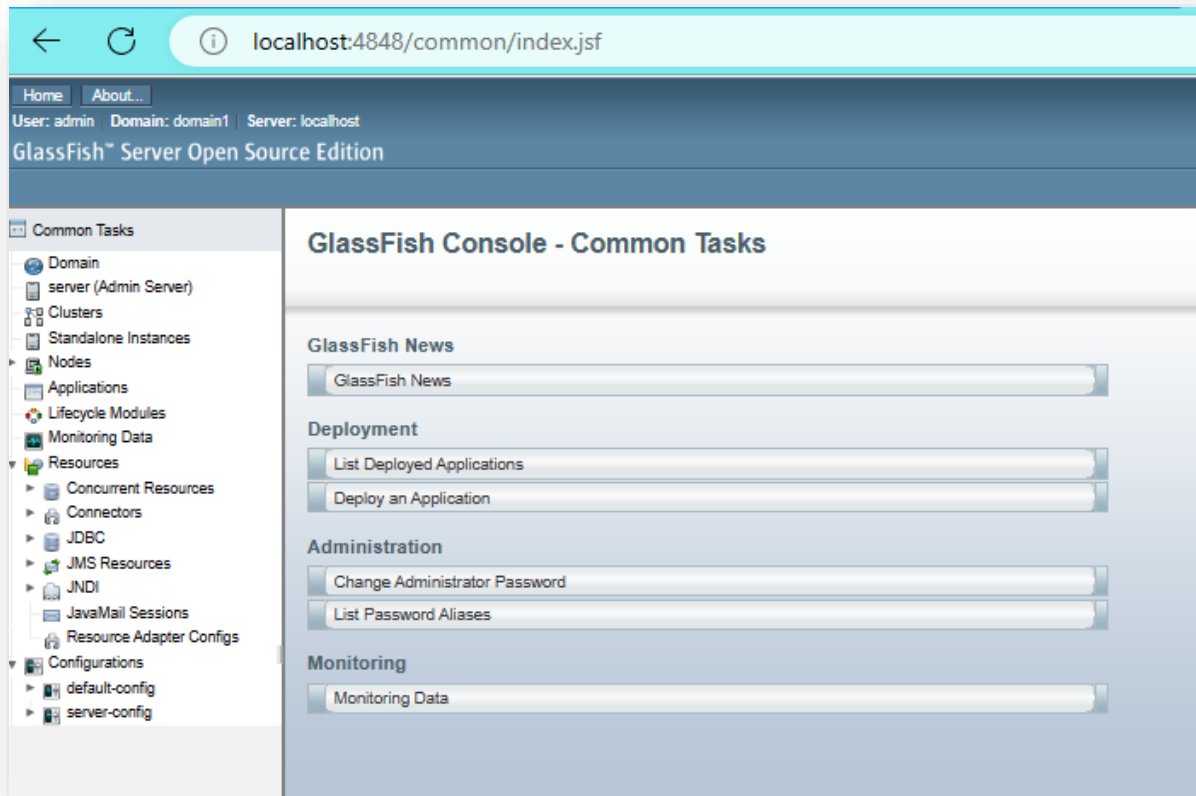 localhost:4848/common/index.jsf
Home About...
User: admin Domain: domain1 Server: localhost
GlassFish™ Server Open Source Edition
Common Tasks
Domain
server (Admin Server)
Clusters
Standalone Instances
Nodes
Applications
Lifecycle Modules
Monitoring Data
Resources
Concurrent Resources
Connectors
JDBC
JMS Resources
JNDI
JavaMail Sessions
Resource Adapter Configs
Configurations
default-config
server-config
GlassFish Console - Common Tasks
GlassFish News
GlassFish News
Deployment
List Deployed Applications
Deploy an Application
Administration
Change Administrator Password
List Password Aliases
Monitoring
Monitoring Data